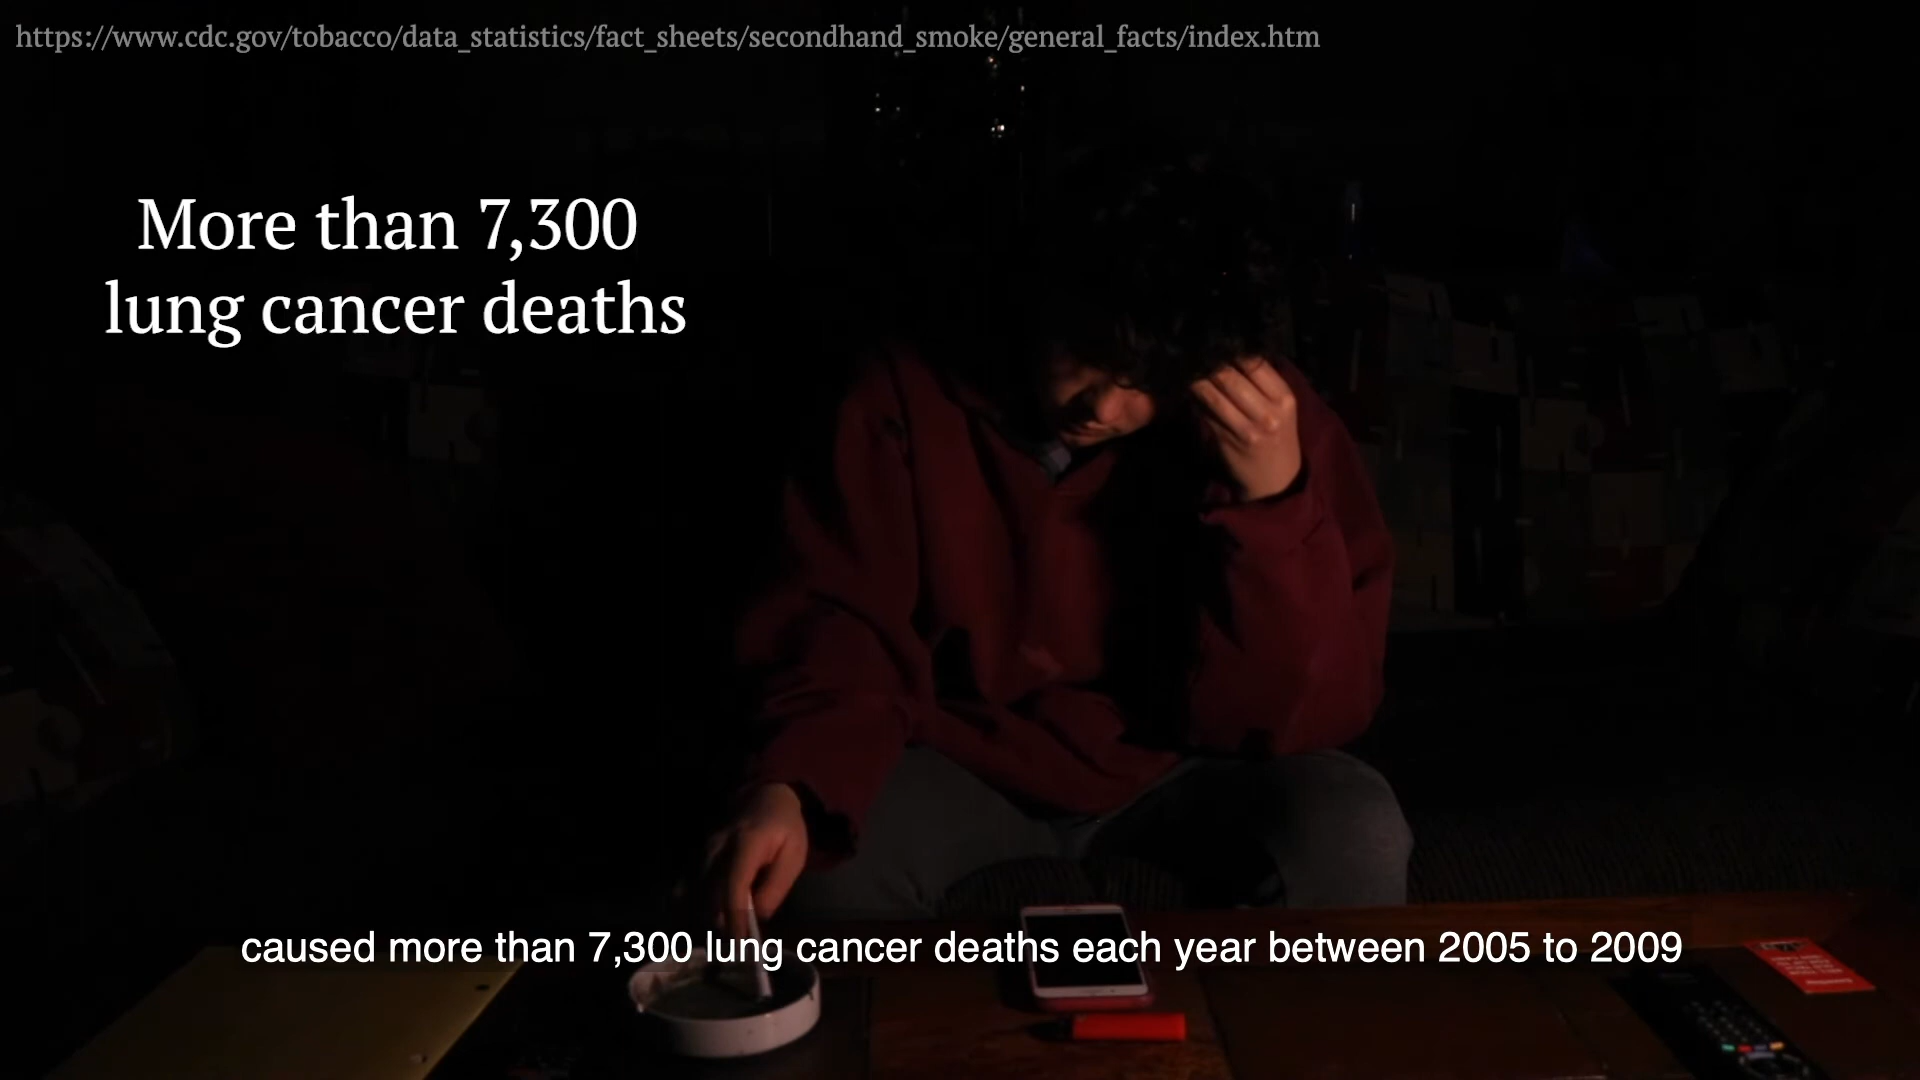 https://www.cdc.gov/tobacco/data_statistics/fact_sheets/secondhand_smoke/general_facts/index.htm
More than 7,300
lung cancer deaths
caused more than 7,300 lung cancer deaths each year between 2005 to 2009